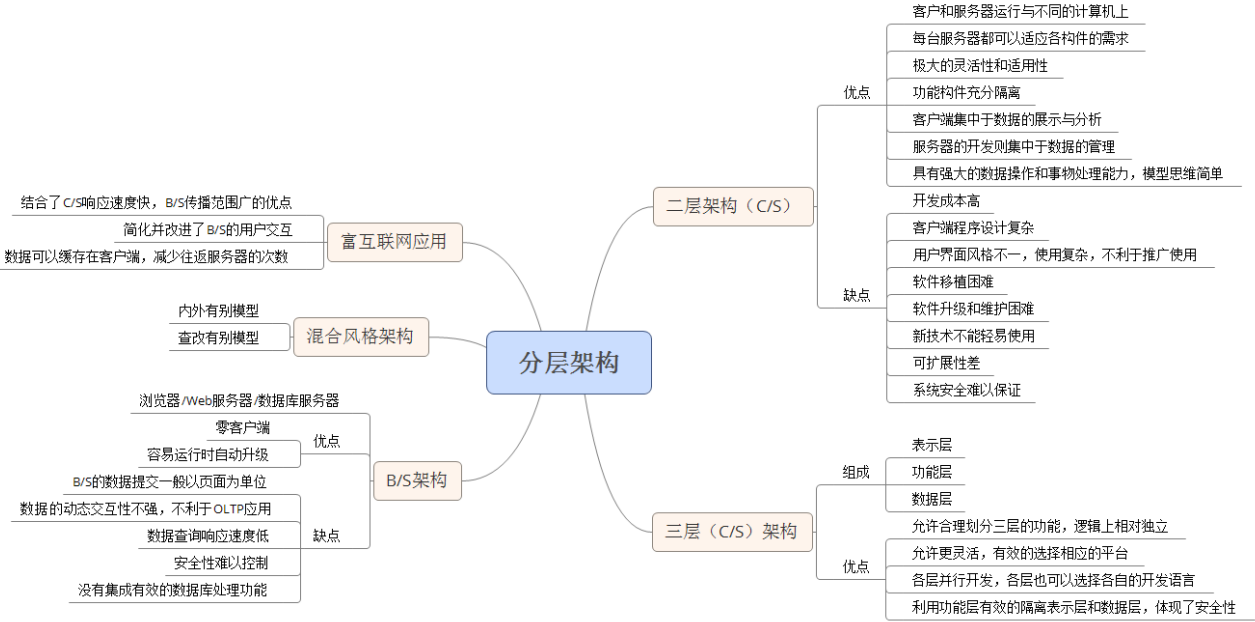 分层架构
二层架构（C/S）
优点
客户和服务器运行与不同的计算机上
每台服务器都可以适应各构件的需求
极大的灵活性和适用性
功能构件充分隔离
客户端集中于数据的展示与分析
服务器的开发则集中于数据的管理
具有强大的数据操作和事物处理能力，模型思维简单
缺点
开发成本高
客户端程序设计复杂
用户界面风格不一，使用复杂，不利于推广使用
软件移植困难
软件升级和维护困难
新技术不能轻易使用
可扩展性差
系统安全难以保证
三层（C/S）架构
组成
表示层
功能层
数据层
优点
允许合理划分三层的功能，逻辑上相对独立
允许更灵活，有效的选择相应的平台
各层并行开发，各层也可以选择各自的开发语言
利用功能层有效的隔离表示层和数据层，体现了安全性
富互联网应用
结合了C/S响应速度快，B/S传播范围广的优点
简化并改进了B/S的用户交互
数据可以缓存在客户端，减少往返服务器的次数
混合风格架构
内外有别模型
查改有别模型
B/S架构
浏览器/Web服务器/数据库服务器
优点
零客户端
容易运行时自动升级
缺点
B/S的数据提交一般以页面为单位
数据的动态交互性不强，不利于OLTP应用
数据查询响应速度低
安全性难以控制
没有集成有效的数据库处理功能